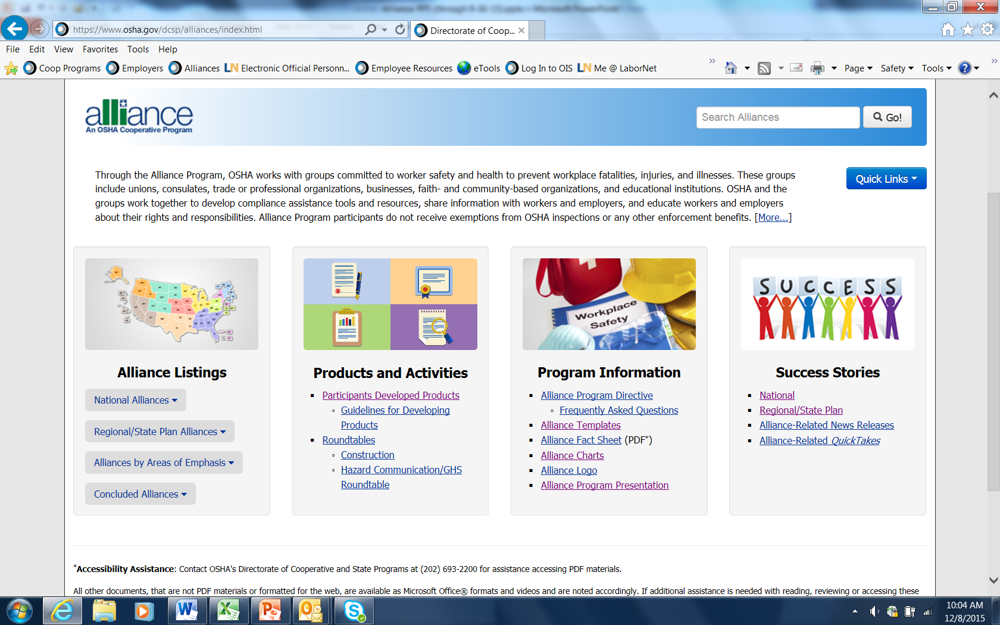 https://www.osha.gov/dcsp/alliances/index.html
Directorate of Coop...
File Edit View Favorites Tools Help
Coop Programs Employers Alliances LN Electronic Official Personn... Employee Resources eTools Log In to OIS LN Me @ LaborNet
Page Safety Tools
alliance
An OSHA Cooperative Program
Search Alliances
Go!
Through the Alliance Program, OSHA works with groups committed to worker safety and health to prevent workplace fatalities, injuries, and illnesses. These groups
include unions, consulates, trade or professional organizations, businesses, faith- and community-based organizations, and educational institutions. OSHA and the
groups work together to develop compliance assistance tools and resources, share information with workers and employers, and educate workers and employers
about their rights and responsibilities. Alliance Program participants do not receive exemptions from OSHA inspections or any other enforcement benefits. [More...]
Quick Links
Alliance Listings
National Alliances
Regional/State Plan Alliances
Alliances by Areas of Emphasis
Concluded Alliances
Products and Activities
Participants Developed Products
Guidelines for Developing
Products
Roundtables
Construction
Hazard Communication/GHS
Roundtable
Workplace
Safety
Program Information
Alliance Program Directive
Frequently Asked Questions
Alliance Templates
Alliance Fact Sheet (PDF*)
Alliance Charts
Alliance Logo
Alliance Program Presentation
SUCCESS
Success Stories
National
Regional/State Plan
Alliance-Related News Releases
Alliance-Related QuickTakes
*Accessibility Assistance: Contact OSHA's Directorate of Cooperative and State Programs at (202) 693-2200 for assistance accessing PDF materials.
All other documents, that are not PDF materials or formatted for the web, are available as Microsoft Office® formats and videos and are noted accordingly. If additional assistance is needed with reading, reviewing or accessing these
10:04 AM
12/8/2015